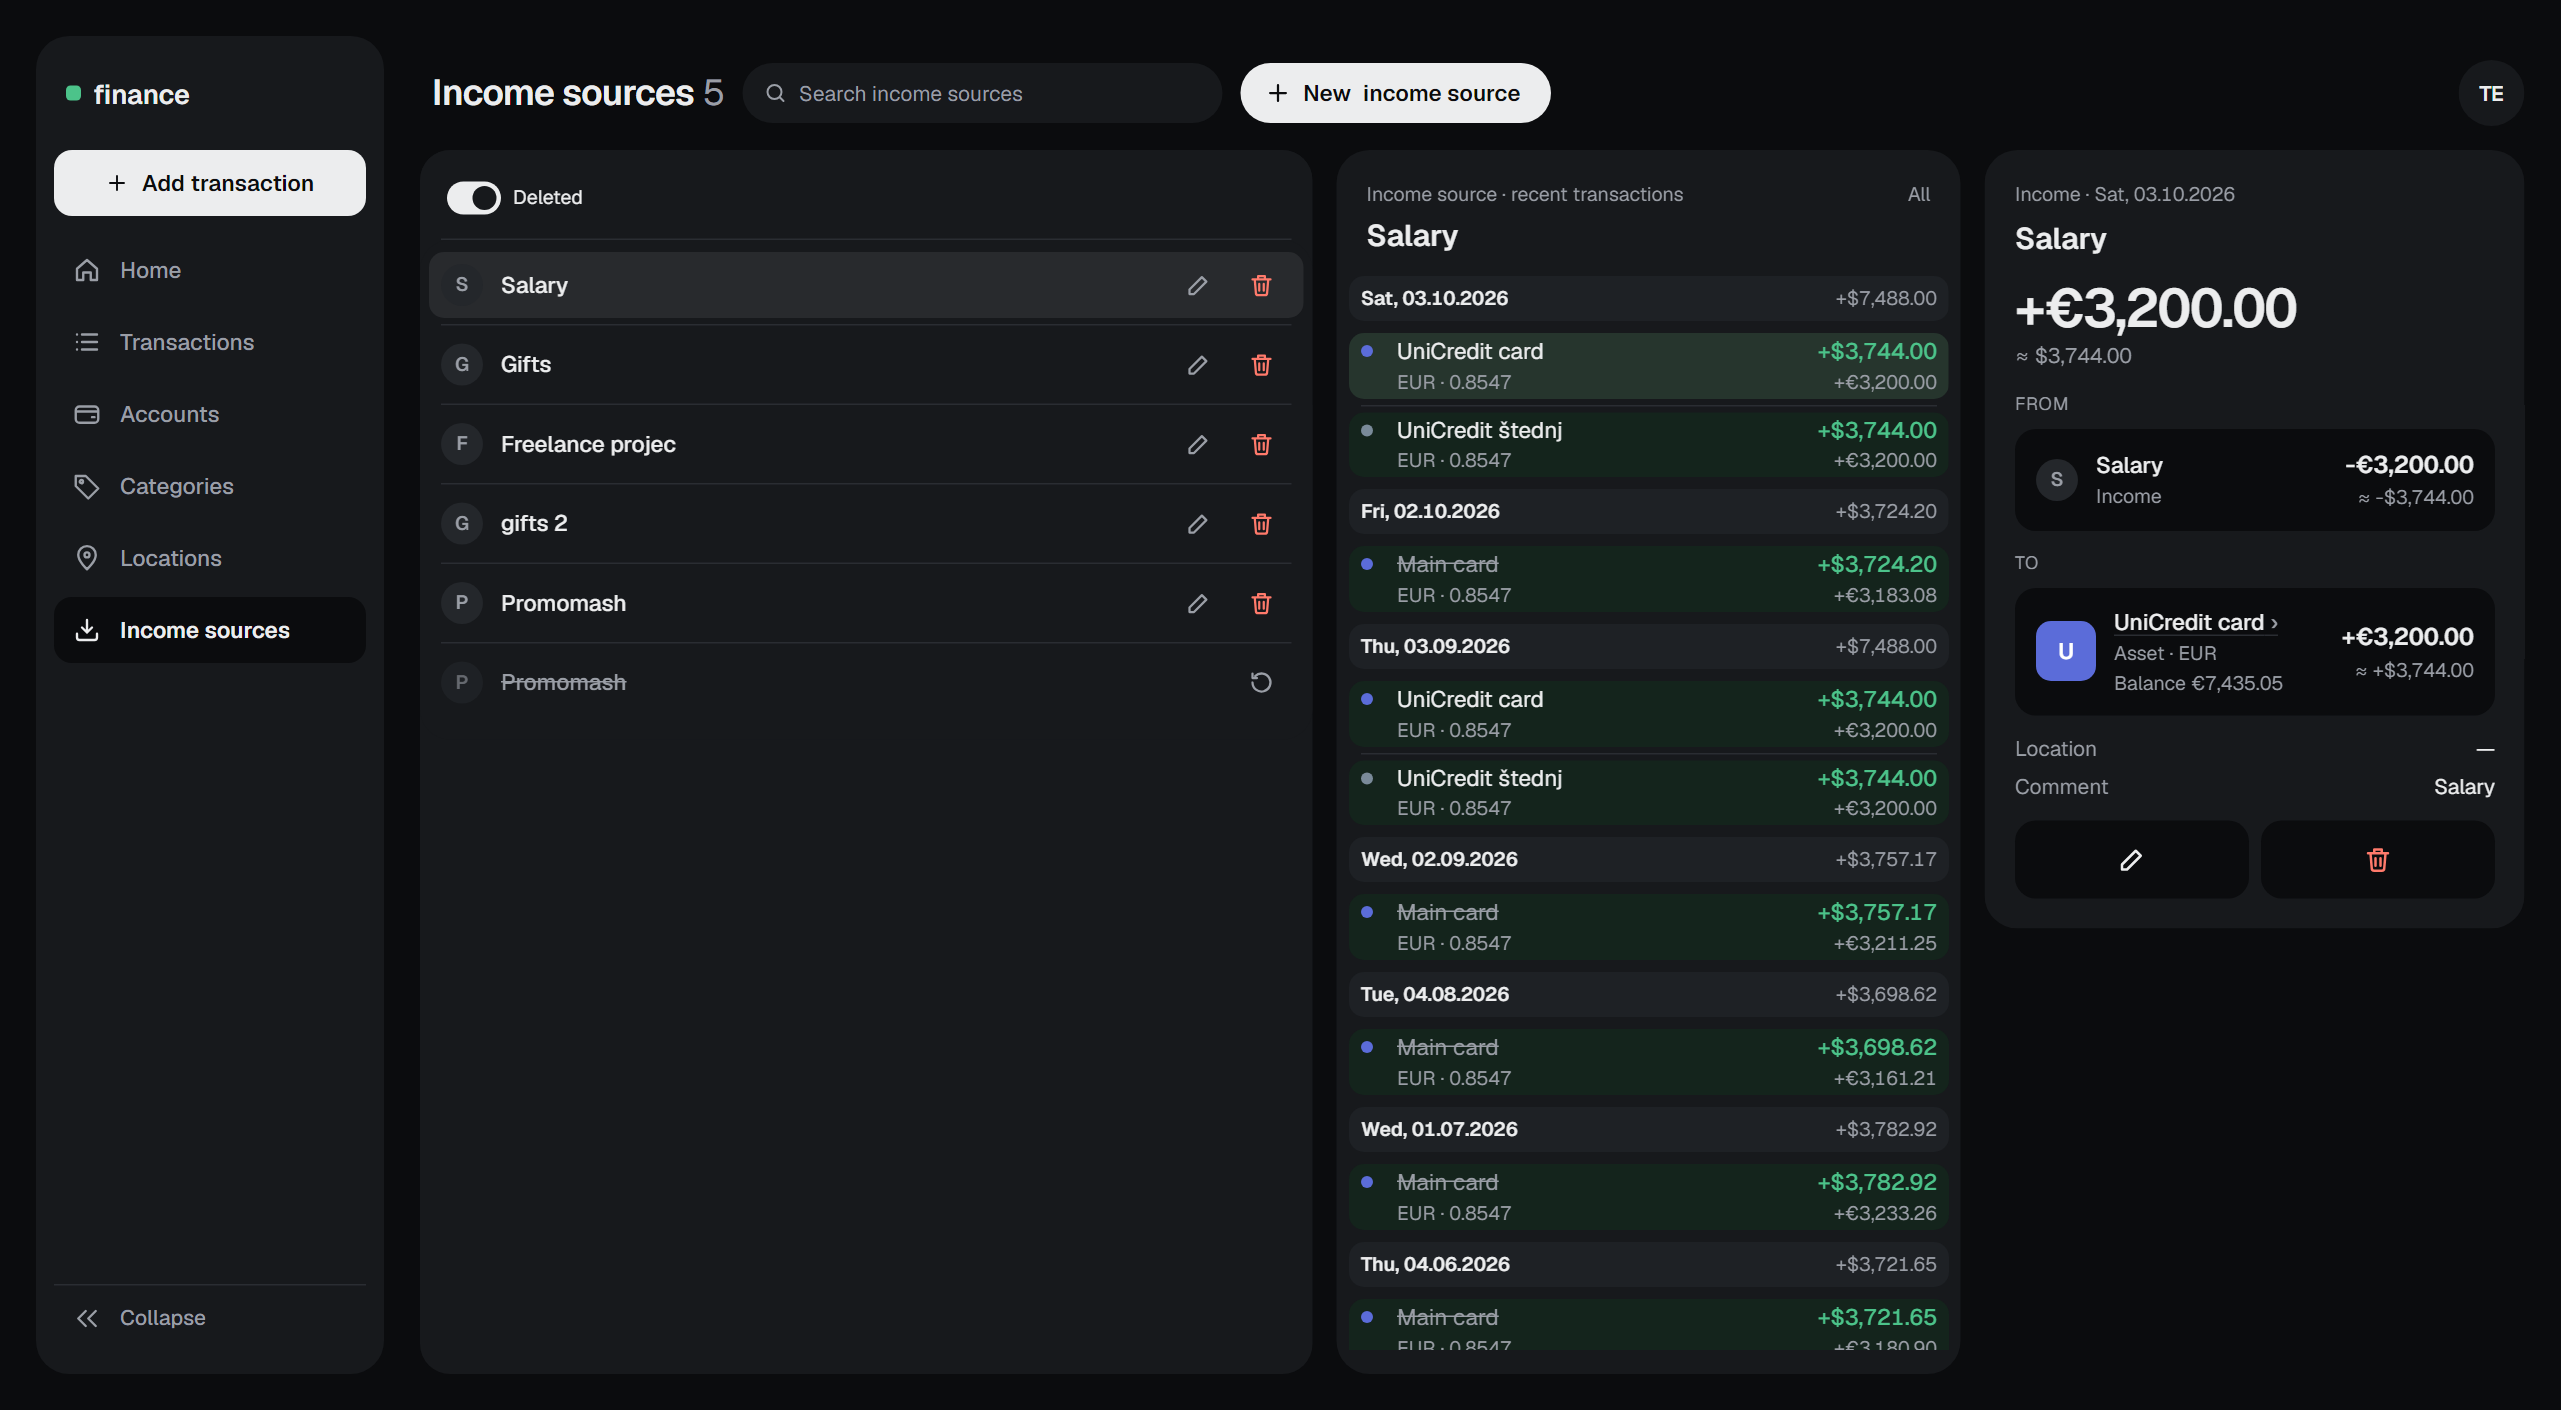 finance
Add transaction
Home
Transactions
Accounts
Categories
Locations
Income sources
Collapse
Income sources 5
Search income sources
New income source
TE
Deleted
S Salary
G Gifts
F Freelance projec
G gifts 2
P Promomash
P Promomash
Income source · recent transactions All
Salary
Sat, 03.10.2026 +$7,488.00
UniCredit card +$3,744.00
EUR · 0.8547 +€3,200.00
UniCredit štednj +$3,744.00
EUR · 0.8547 +€3,200.00
Fri, 02.10.2026 +$3,724.20
Main card +$3,724.20
EUR · 0.8547 +€3,183.08
Thu, 03.09.2026 +$7,488.00
UniCredit card +$3,744.00
EUR · 0.8547 +€3,200.00
UniCredit štednj +$3,744.00
EUR · 0.8547 +€3,200.00
Wed, 02.09.2026 +$3,757.17
Main card +$3,757.17
EUR · 0.8547 +€3,211.25
Tue, 04.08.2026 +$3,698.62
Main card +$3,698.62
EUR · 0.8547 +€3,161.21
Wed, 01.07.2026 +$3,782.92
Main card +$3,782.92
EUR · 0.8547 +€3,233.26
Thu, 04.06.2026 +$3,721.65
Main card +$3,721.65
EUR · 0.8547 +€3,180.90
Income · Sat, 03.10.2026
Salary
+€3,200.00
≈ $3,744.00
FROM
S
Salary -€3,200.00
Income ≈ -$3,744.00
TO
U
UniCredit card › +€3,200.00
Asset · EUR
Balance €7,435.05 ≈ +$3,744.00
Location —
Comment Salary